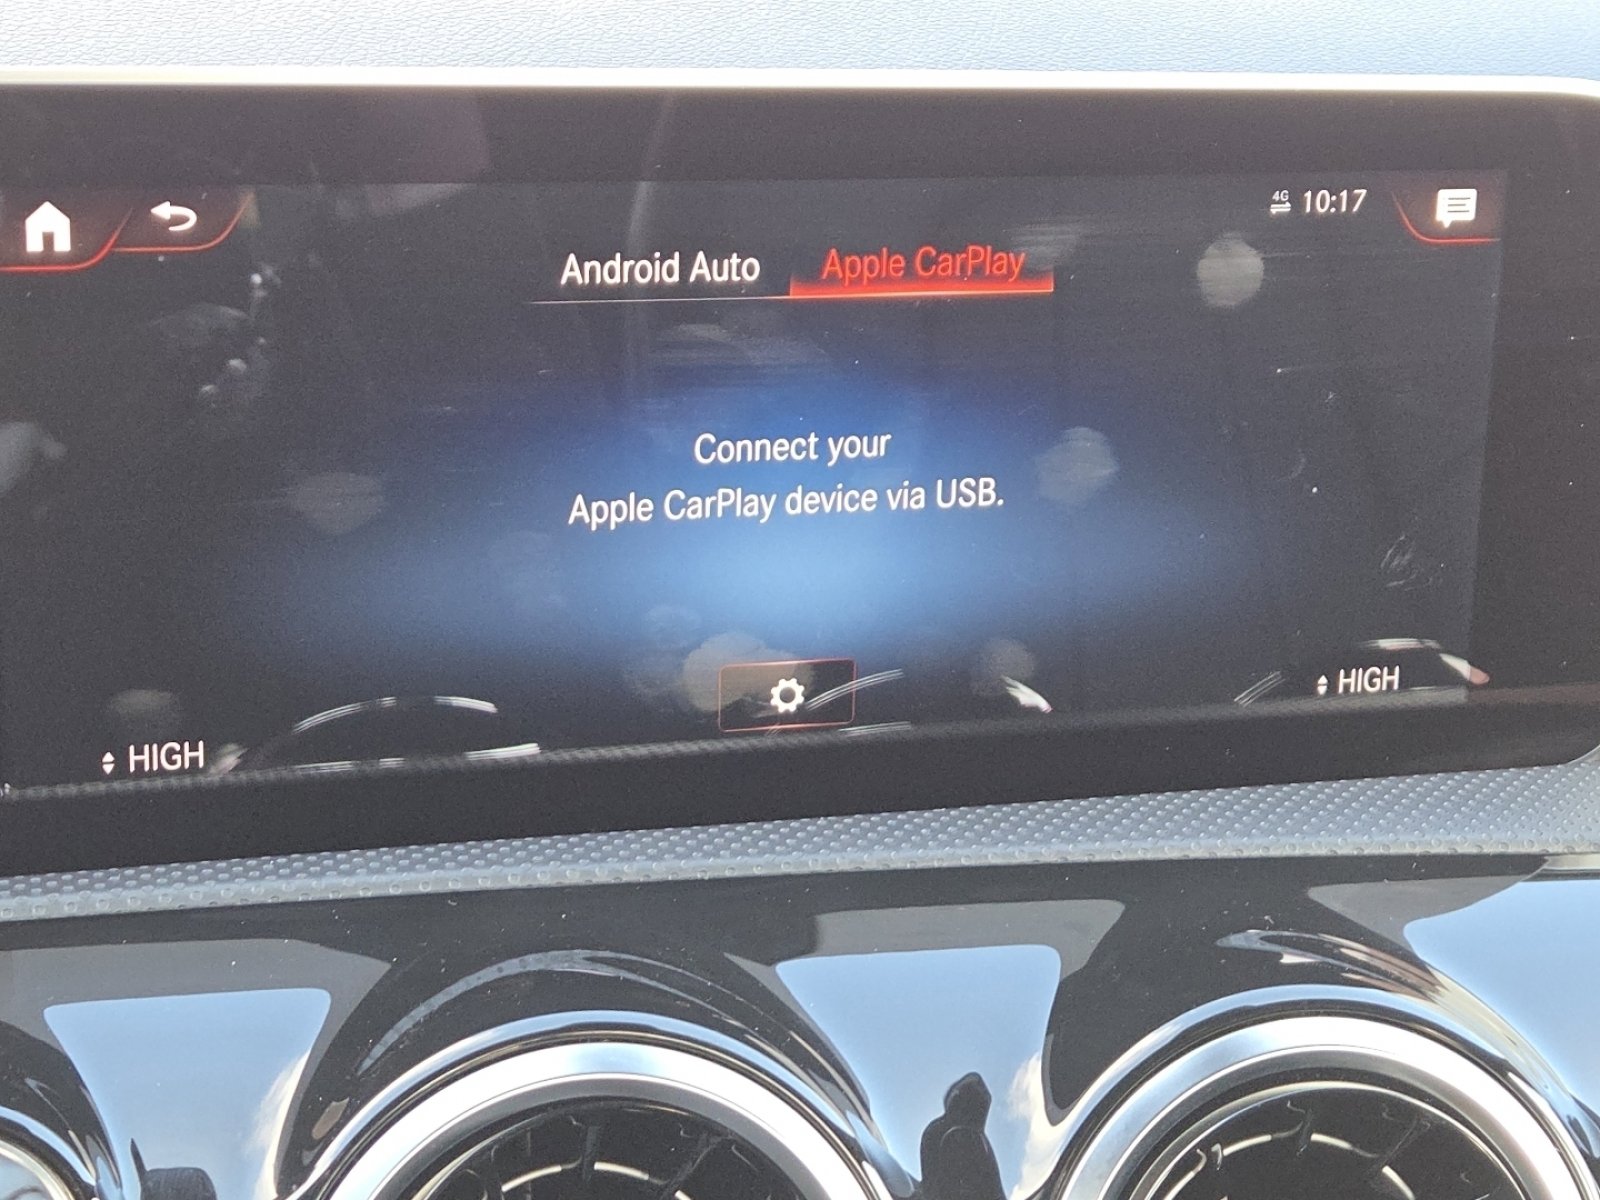 4G 10:17
Android Auto Apple CarPlay
Connect your
Apple CarPlay device via USB.
HIGH
HIGH